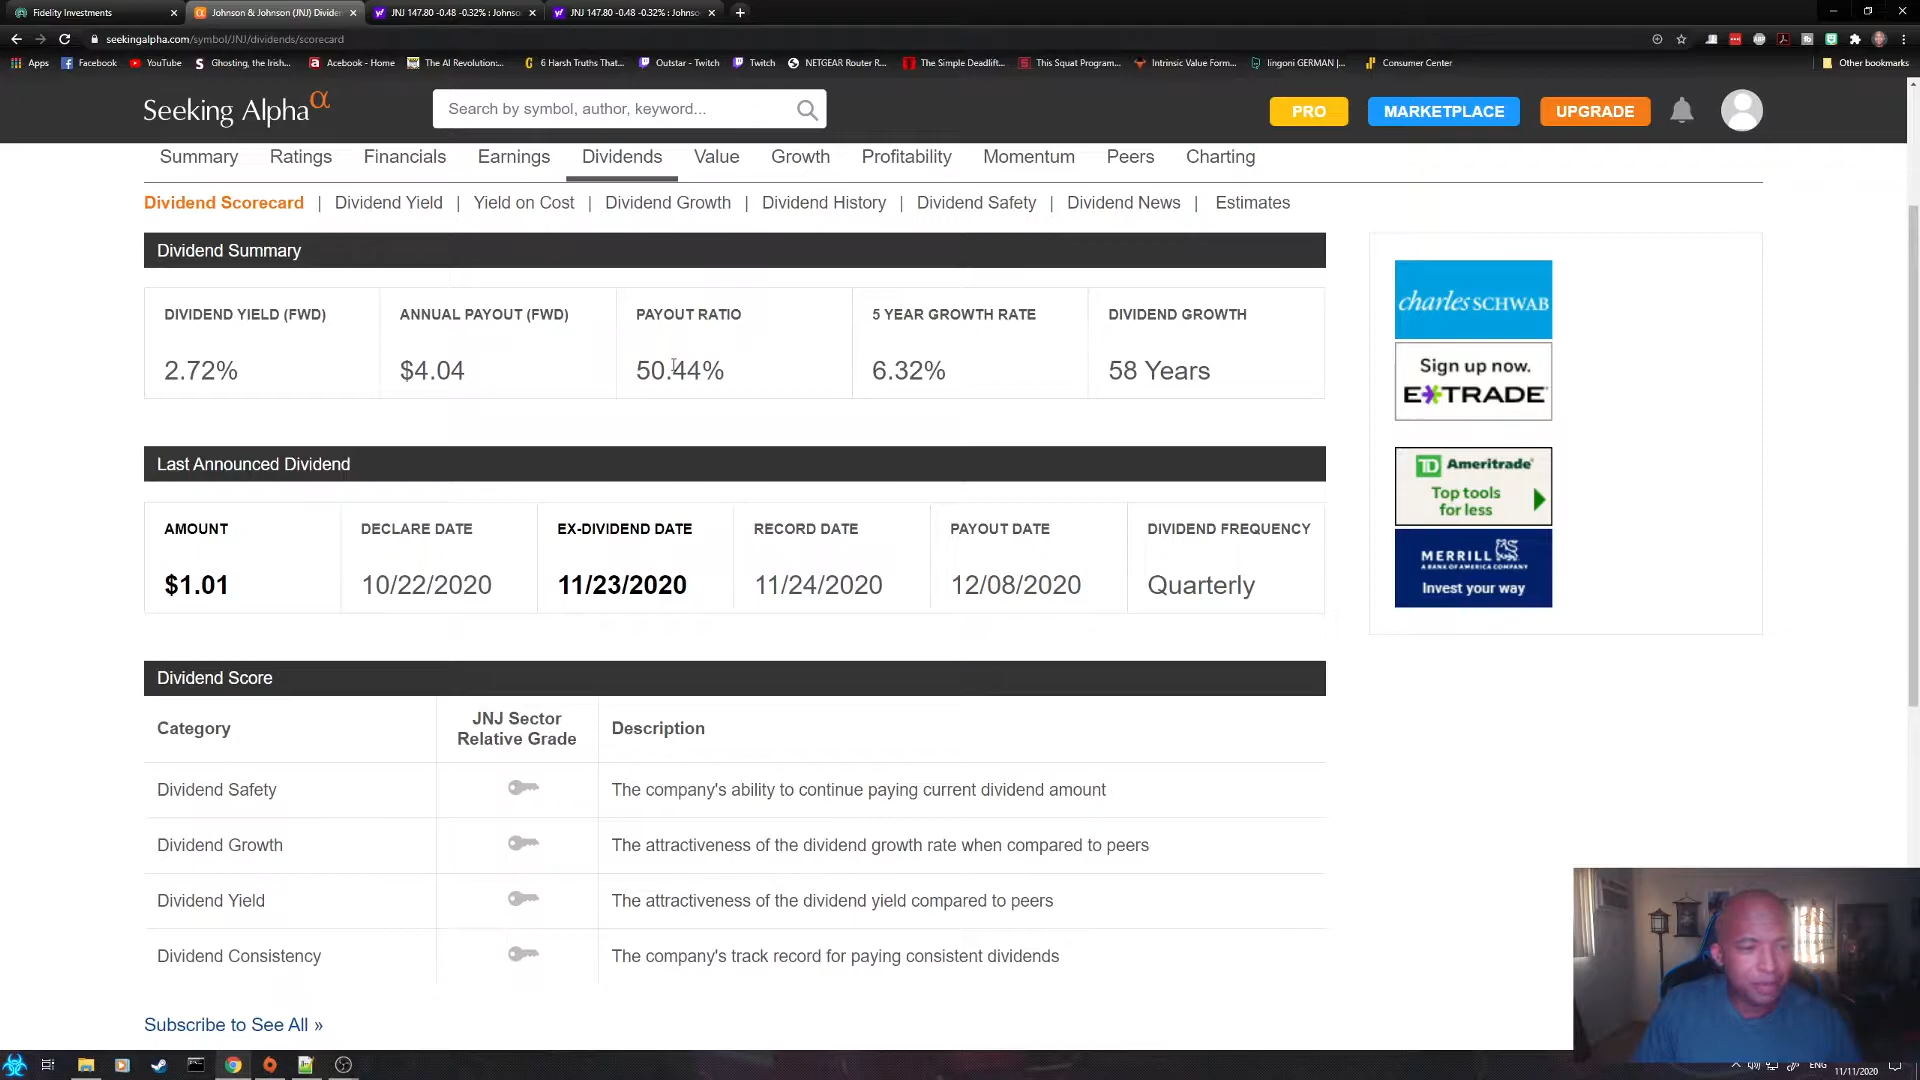 Fidelity Investments
Johnson & Johnson (JNJ) Divide
JNJ 147.80 -0.48 -0.32% : Johnso
JNJ 147.80 -0.48 -0.32% : Johnso
seekingalpha.com/symbol/JNJ/dividends/scorecard
Apps
Facebook
YouTube
Ghosting, the Irish...
Acebook - Home
The AI Revolution:...
6 Harsh Truths That...
Outstar - Twitch
Twitch
NETGEAR Router R...
The Simple Deadlift...
This Squat Program...
Intrinsic Value Form...
lingoni GERMAN |...
Consumer Center
Other bookmarks
Seeking Alpha α
Search by symbol, author, keyword...
PRO
MARKETPLACE
UPGRADE
Summary Ratings Financials Earnings Dividends Value Growth Profitability Momentum Peers Charting
Dividend Scorecard | Dividend Yield | Yield on Cost | Dividend Growth | Dividend History | Dividend Safety | Dividend News | Estimates
Dividend Summary
DIVIDEND YIELD (FWD) ANNUAL PAYOUT (FWD) PAYOUT RATIO 5 YEAR GROWTH RATE DIVIDEND GROWTH
2.72% $4.04 50.44% 6.32% 58 Years
Last Announced Dividend
AMOUNT DECLARE DATE EX-DIVIDEND DATE RECORD DATE PAYOUT DATE DIVIDEND FREQUENCY
$1.01 10/22/2020 11/23/2020 11/24/2020 12/08/2020 Quarterly
Dividend Score
Category JNJ Sector Relative Grade Description
Dividend Safety The company's ability to continue paying current dividend amount
Dividend Growth The attractiveness of the dividend growth rate when compared to peers
Dividend Yield The attractiveness of the dividend yield compared to peers
Dividend Consistency The company's track record for paying consistent dividends
Subscribe to See All »
charles SCHWAB
Sign up now.
E*TRADE
TD Ameritrade
Top tools
for less
MERRILL
A BANK OF AMERICA COMPANY
Invest your way
ENG
11/11/2020